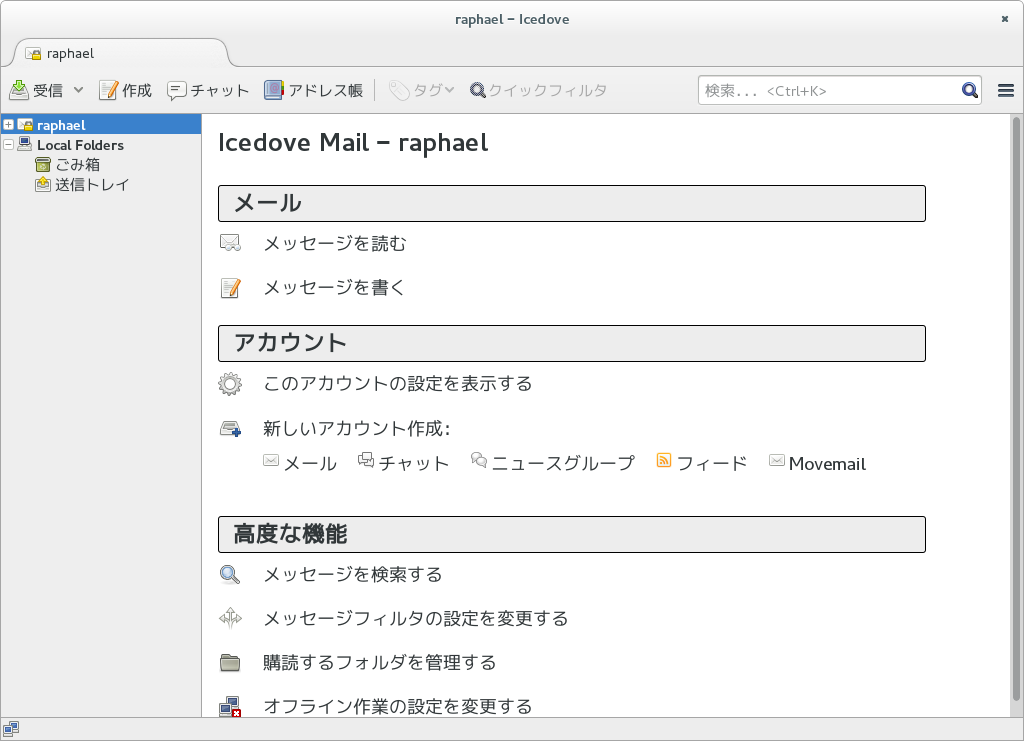 raphael – Icedove
raphael
受信 作成 チャット アドレス帳 タグ クイックフィルタ 検索... <Ctrl+K>
raphael
Local Folders
ごみ箱
送信トレイ
Icedove Mail – raphael
メール
メッセージを読む
メッセージを書く
アカウント
このアカウントの設定を表示する
新しいアカウント作成:
メール チャット ニュースグループ フィード Movemail
高度な機能
メッセージを検索する
メッセージフィルタの設定を変更する
購読するフォルダを管理する
オフライン作業の設定を変更する